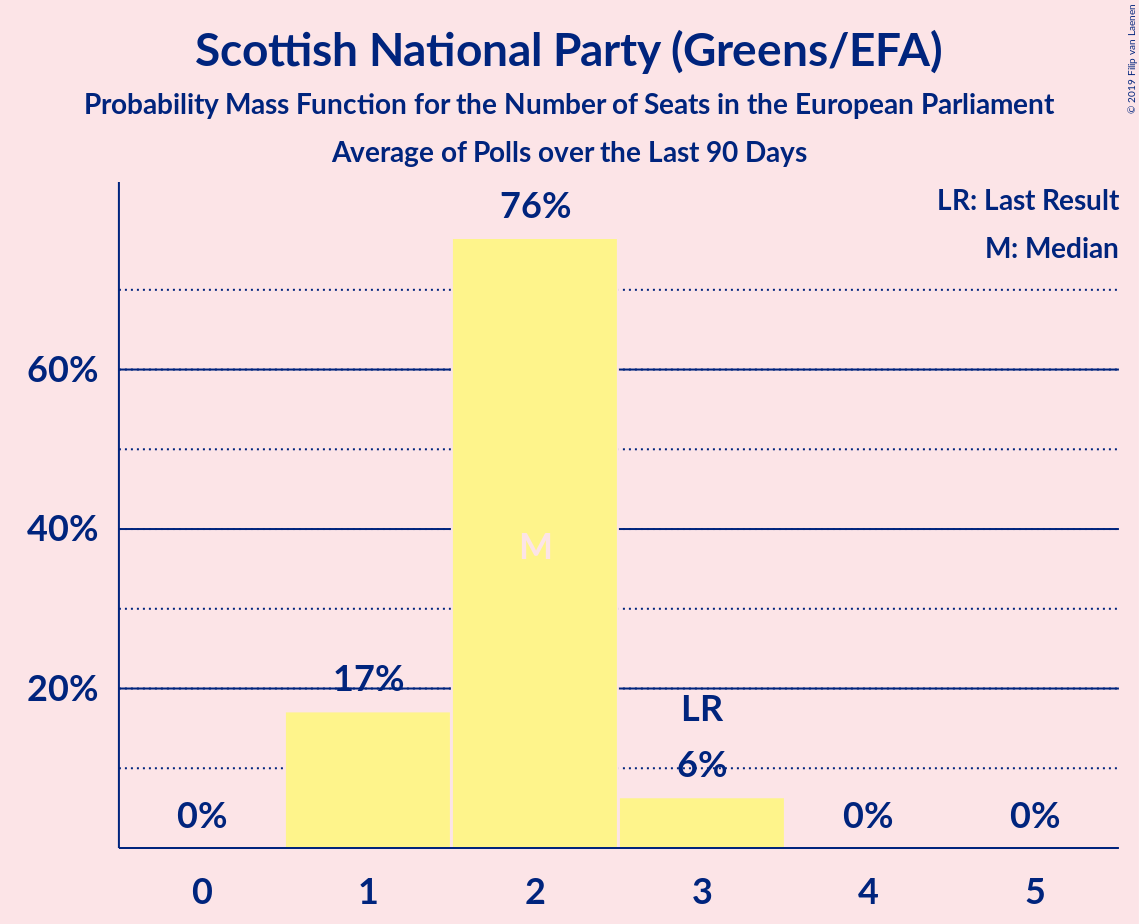 Scottish National Party (Greens/EFA)
Probability Mass Function for the Number of Seats in the European Parliament
Average of Polls over the Last 90 Days
© 2019 Filip van Laenen
LR: Last Result
M: Median
76%
60%
40%
M
17%
20%
LR
6%
0%
0%
0%
0
1
2
3
4
5